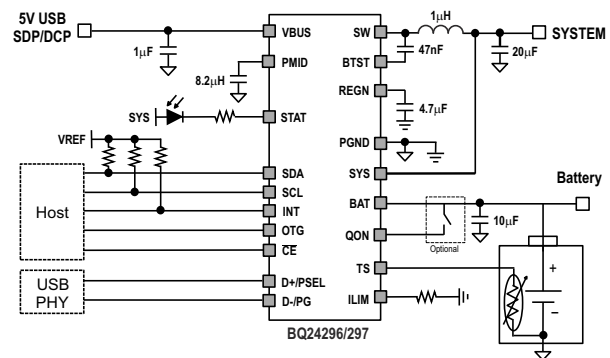 5V USB
SDP/DCP
1μF
VBUS
PMID
8.2μH
SYS
STAT
VREF
Host
SDA
SCL
INT
OTG
CE
USB
PHY
D+/PSEL
D-/PG
SW
1μH
SYSTEM
47nF
20μF
BTST
REGN
4.7μF
PGND
SYS
BAT
Battery
10μF
QON
Optional
TS
+
–
ILIM
BQ24296/297